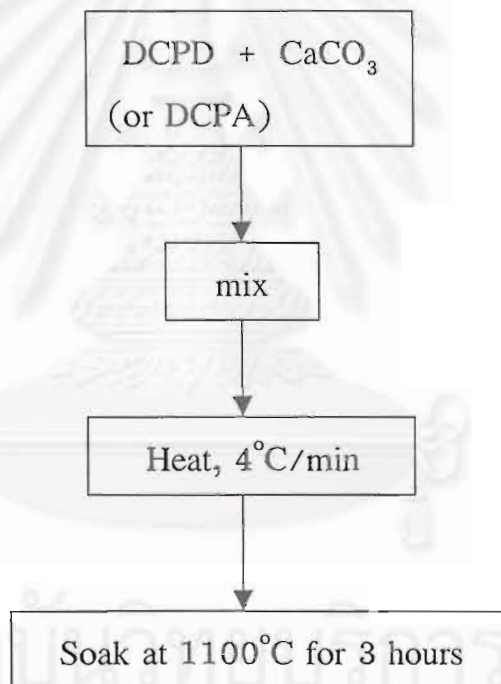 DCPD + CaCO₃
(or DCPA)
mix
Heat, 4°C/min
Soak at 1100°C for 3 hours